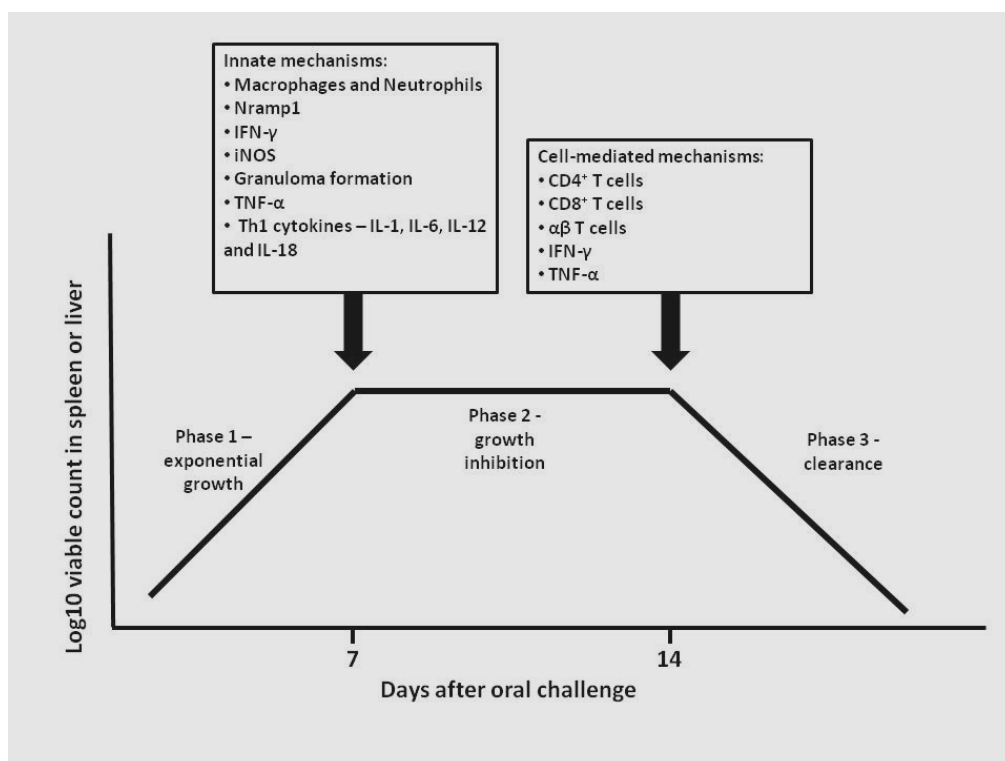 Innate mechanisms:
• Macrophages and Neutrophils
• Nramp1
• IFN-γ
• iNOS
• Granuloma formation
• TNF-α
• Th1 cytokines – IL-1, IL-6, IL-12
and IL-18
Cell-mediated mechanisms:
• CD4⁺ T cells
• CD8⁺ T cells
• αβ T cells
• IFN-γ
• TNF-α
Log10 viable count in spleen or liver
Phase 1 –
exponential
growth
Phase 2 -
growth
inhibition
Phase 3 -
clearance
7
14
Days after oral challenge